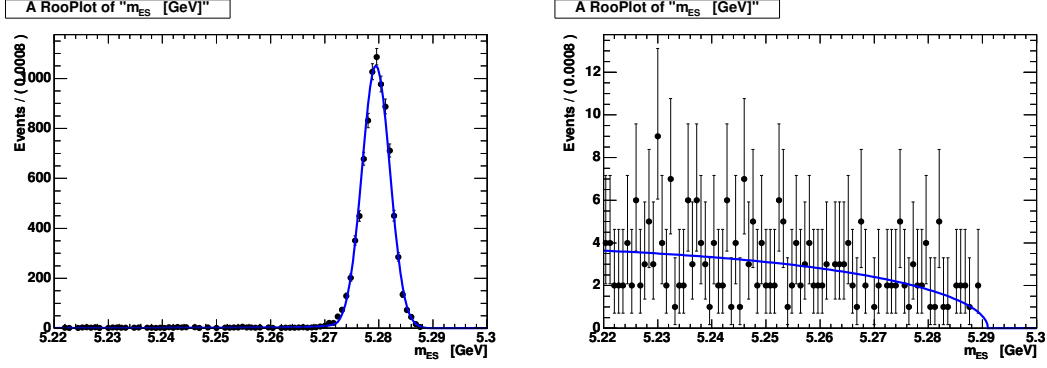 A RooPlot of "mES [GeV]"
Events / ( 0.0008 )
1000
800
600
400
200
0
5.22 5.23 5.24 5.25 5.26 5.27 5.28 5.29 5.3
mES [GeV]
A RooPlot of "mES [GeV]"
Events / ( 0.0008 )
12
10
8
6
4
2
0
5.22 5.23 5.24 5.25 5.26 5.27 5.28 5.29 5.3
mES [GeV]